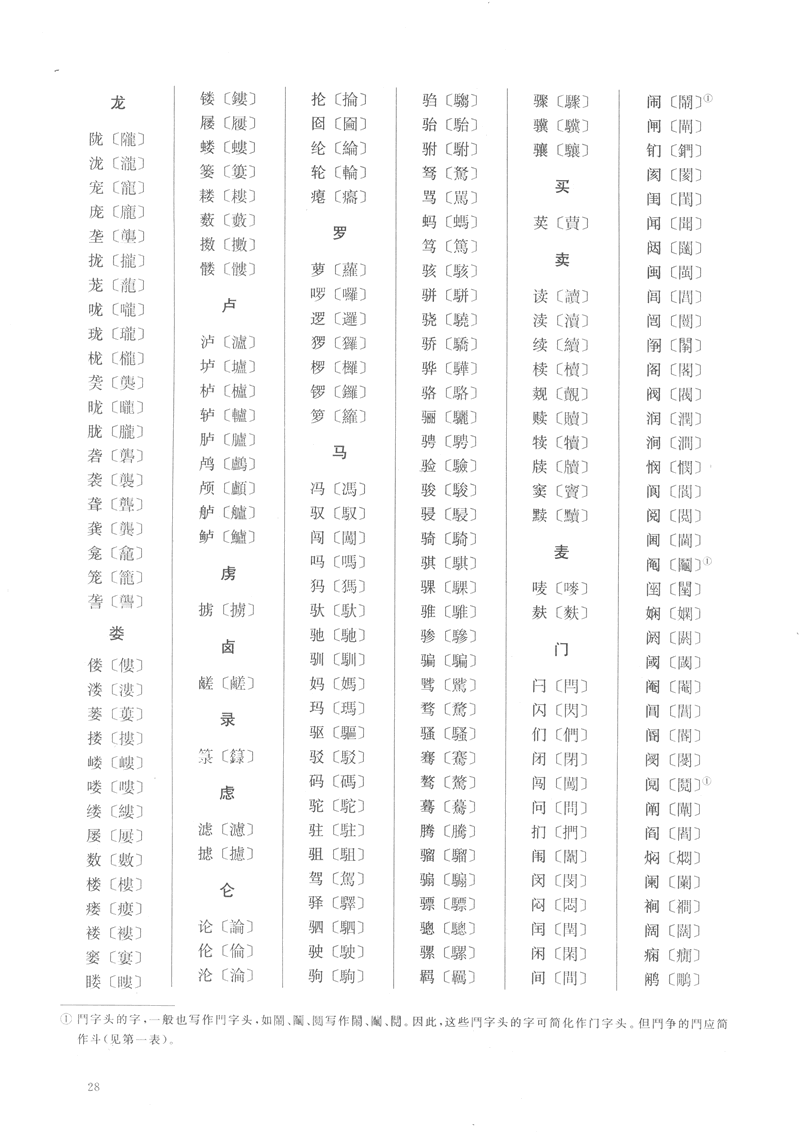 龙
陇〔隴〕
泷〔瀧〕
宠〔寵〕
庞〔龐〕
垄〔壟〕
拢〔攏〕
茏〔蘢〕
咙〔嚨〕
珑〔瓏〕
栊〔櫳〕
䶮〔龑〕
昽〔曨〕
胧〔朧〕
砻〔礱〕
袭〔襲〕
聋〔聾〕
龚〔龔〕
龛〔龕〕
笼〔籠〕
詟〔讋〕
娄
偻〔僂〕
溇〔漊〕
蒌〔蔞〕
搂〔摟〕
嵝〔嶁〕
喽〔嘍〕
缕〔縷〕
屡〔屢〕
数〔數〕
楼〔樓〕
瘘〔瘻〕
褛〔褸〕
窭〔窶〕
䁖〔瞜〕
镂〔鏤〕
屦〔屨〕
蝼〔螻〕
篓〔簍〕
耧〔耬〕
薮〔藪〕
擞〔擻〕
髅〔髏〕
卢
泸〔瀘〕
垆〔壚〕
栌〔櫨〕
轳〔轤〕
胪〔臚〕
鸬〔鸕〕
颅〔顱〕
舻〔艫〕
鲈〔鱸〕
虏
掳〔擄〕
卤
鹾〔鹺〕
录
箓〔籙〕
虑
滤〔濾〕
摅〔攄〕
仑
论〔論〕
伦〔倫〕
沦〔淪〕
抡〔掄〕
囵〔圇〕
纶〔綸〕
轮〔輪〕
瘪〔癟〕
罗
萝〔蘿〕
啰〔囉〕
逻〔邏〕
猡〔玀〕
椤〔欏〕
锣〔鑼〕
箩〔籮〕
马
冯〔馮〕
驭〔馭〕
闯〔闖〕
吗〔嗎〕
犸〔獁〕
驮〔馱〕
驰〔馳〕
驯〔馴〕
妈〔媽〕
玛〔瑪〕
驱〔驅〕
驳〔駁〕
码〔碼〕
驼〔駝〕
驻〔駐〕
驵〔駔〕
驾〔駕〕
驿〔驛〕
驷〔駟〕
驶〔駛〕
驹〔駒〕
驺〔騶〕
骀〔駘〕
驸〔駙〕
驽〔駑〕
骂〔罵〕
蚂〔螞〕
笃〔篤〕
骇〔駭〕
骈〔駢〕
骁〔驍〕
骄〔驕〕
骅〔驊〕
骆〔駱〕
骊〔驪〕
骋〔騁〕
验〔驗〕
骏〔駿〕
骎〔駸〕
骑〔騎〕
骐〔騏〕
骒〔騍〕
骓〔騅〕
骖〔驂〕
骗〔騙〕
骘〔騭〕
骛〔騖〕
骚〔騷〕
骞〔騫〕
骜〔驁〕
蓦〔驀〕
腾〔騰〕
骝〔騮〕
骟〔騸〕
骠〔驃〕
骢〔驄〕
骡〔騾〕
羁〔羈〕
骤〔驟〕
骥〔驥〕
骧〔驤〕
买
荬〔蕒〕
卖
读〔讀〕
渎〔瀆〕
续〔續〕
椟〔櫝〕
觌〔覿〕
赎〔贖〕
犊〔犢〕
牍〔牘〕
窦〔竇〕
黩〔黷〕
麦
唛〔嘜〕
麸〔麩〕
门
闩〔閂〕
闪〔閃〕
们〔們〕
闭〔閉〕
闯〔闖〕
问〔問〕
扪〔捫〕
闱〔闈〕
闵〔閔〕
闷〔悶〕
闰〔閏〕
闲〔閑〕
间〔間〕
闹〔鬧〕①
闸〔閘〕
钔〔鍆〕
阂〔閡〕
闺〔閨〕
闻〔聞〕
闼〔闥〕
闽〔閩〕
闾〔閭〕
闿〔闓〕
阐〔闡〕
阁〔閣〕
阀〔閥〕
润〔潤〕
涧〔澗〕
悯〔憫〕
阆〔閬〕
阅〔閱〕
阃〔閫〕
阄〔鬮〕①
訚〔誾〕
娴〔嫻〕
阏〔閼〕
阈〔閾〕
阉〔閹〕
阊〔閶〕
阍〔閽〕
阌〔閿〕
阋〔鬩〕①
阐〔闡〕
阎〔閻〕
焖〔燜〕
阑〔闌〕
裥〔襇〕
阔〔闊〕
痫〔癇〕
鹇〔鷳〕
① 鬥字头的字，一般也写作門字头，如鬧、鬮、鬩写作閙、䦰、䦧。因此，这些鬥字头的字可简化作门字头。但鬥争的鬥应简
作斗（见第一表）。
28